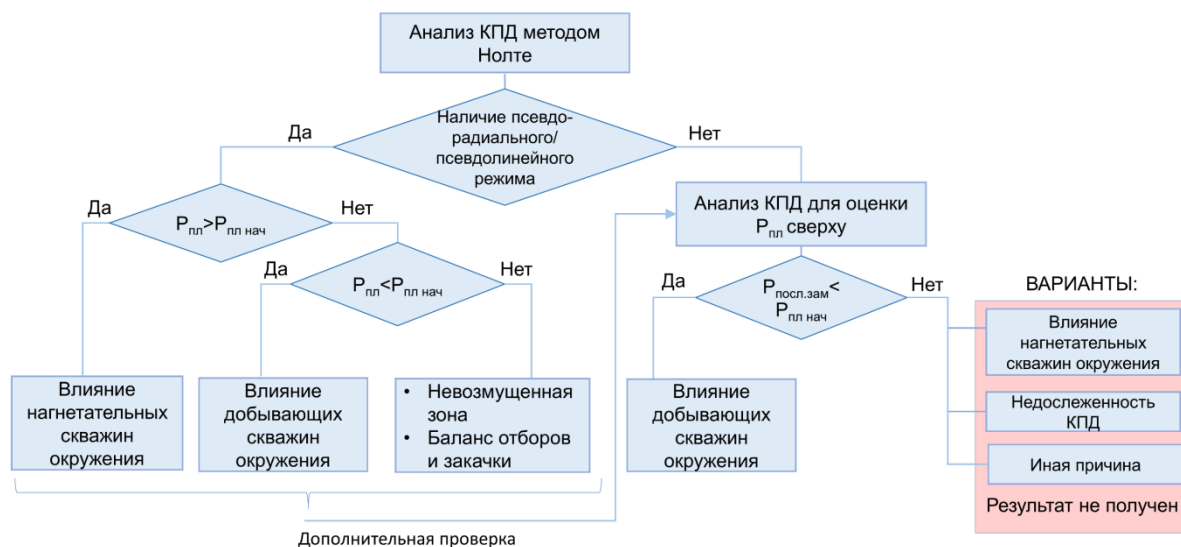 Анализ КПД методом
Нолте
Да
Наличие псевдо-
радиального/
псевдолинейного
режима
Нет
Да
Pпл>Pпл нач
Нет
Анализ КПД для оценки
Pпл сверху
Да
Pпл<Pпл нач
Нет
Да
Pпосл.зам<
Pпл нач
Нет
ВАРИАНТЫ:
Влияние
нагнетательных
скважин окружения
Влияние
нагнетательных
скважин
окружения
Влияние
добывающих
скважин
окружения
• Невозмущенная
зона
• Баланс отборов
и закачки
Влияние
добывающих
скважин
окружения
Недослеженность
КПД
Иная причина
Результат не получен
Дополнительная проверка